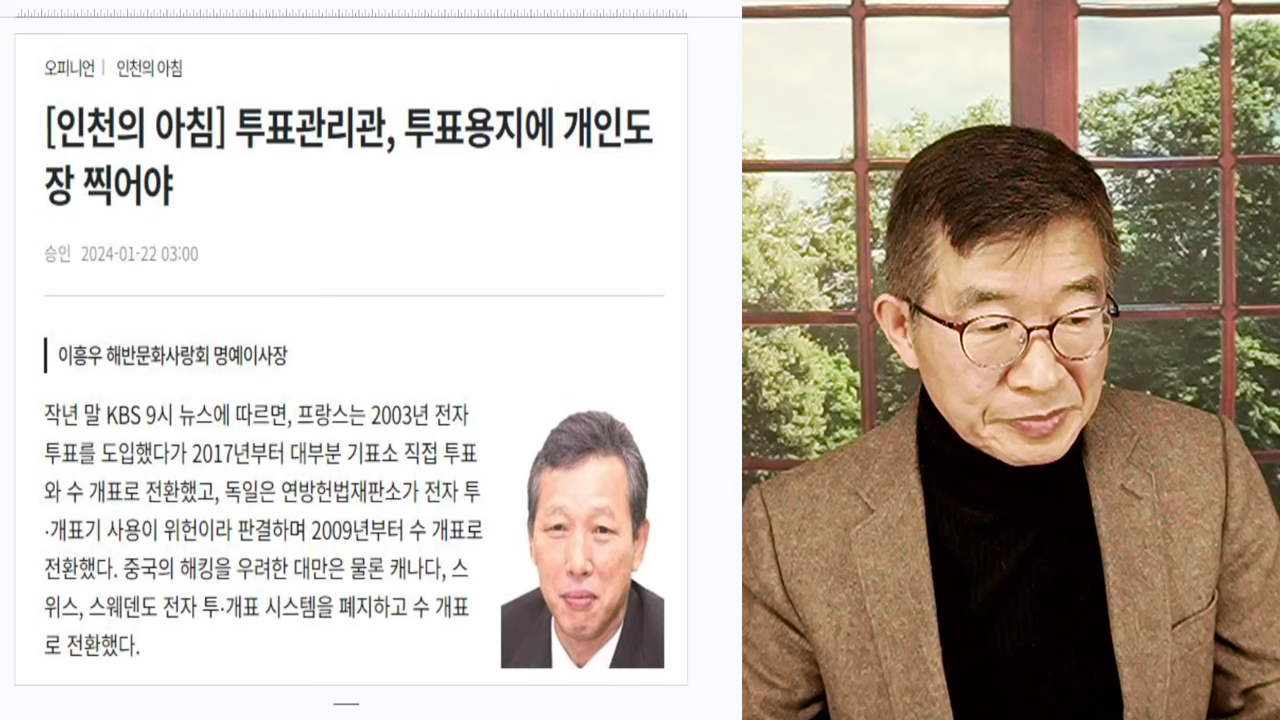 오피니언 | 인천의 아침
[인천의 아침] 투표관리관, 투표용지에 개인도
장 찍어야
승인 2024-01-22 03:00
이흥우 해반문화사랑회 명예이사장
작년 말 KBS 9시 뉴스에 따르면, 프랑스는 2003년 전자
투표를 도입했다가 2017년부터 대부분 기표소 직접 투표
와 수 개표로 전환했고, 독일은 연방헌법재판소가 전자 투
·개표기 사용이 위헌이라 판결하며 2009년부터 수 개표로
전환했다. 중국의 해킹을 우려한 대만은 물론 캐나다, 스
위스, 스웨덴도 전자 투·개표 시스템을 폐지하고 수 개표
로 전환했다.